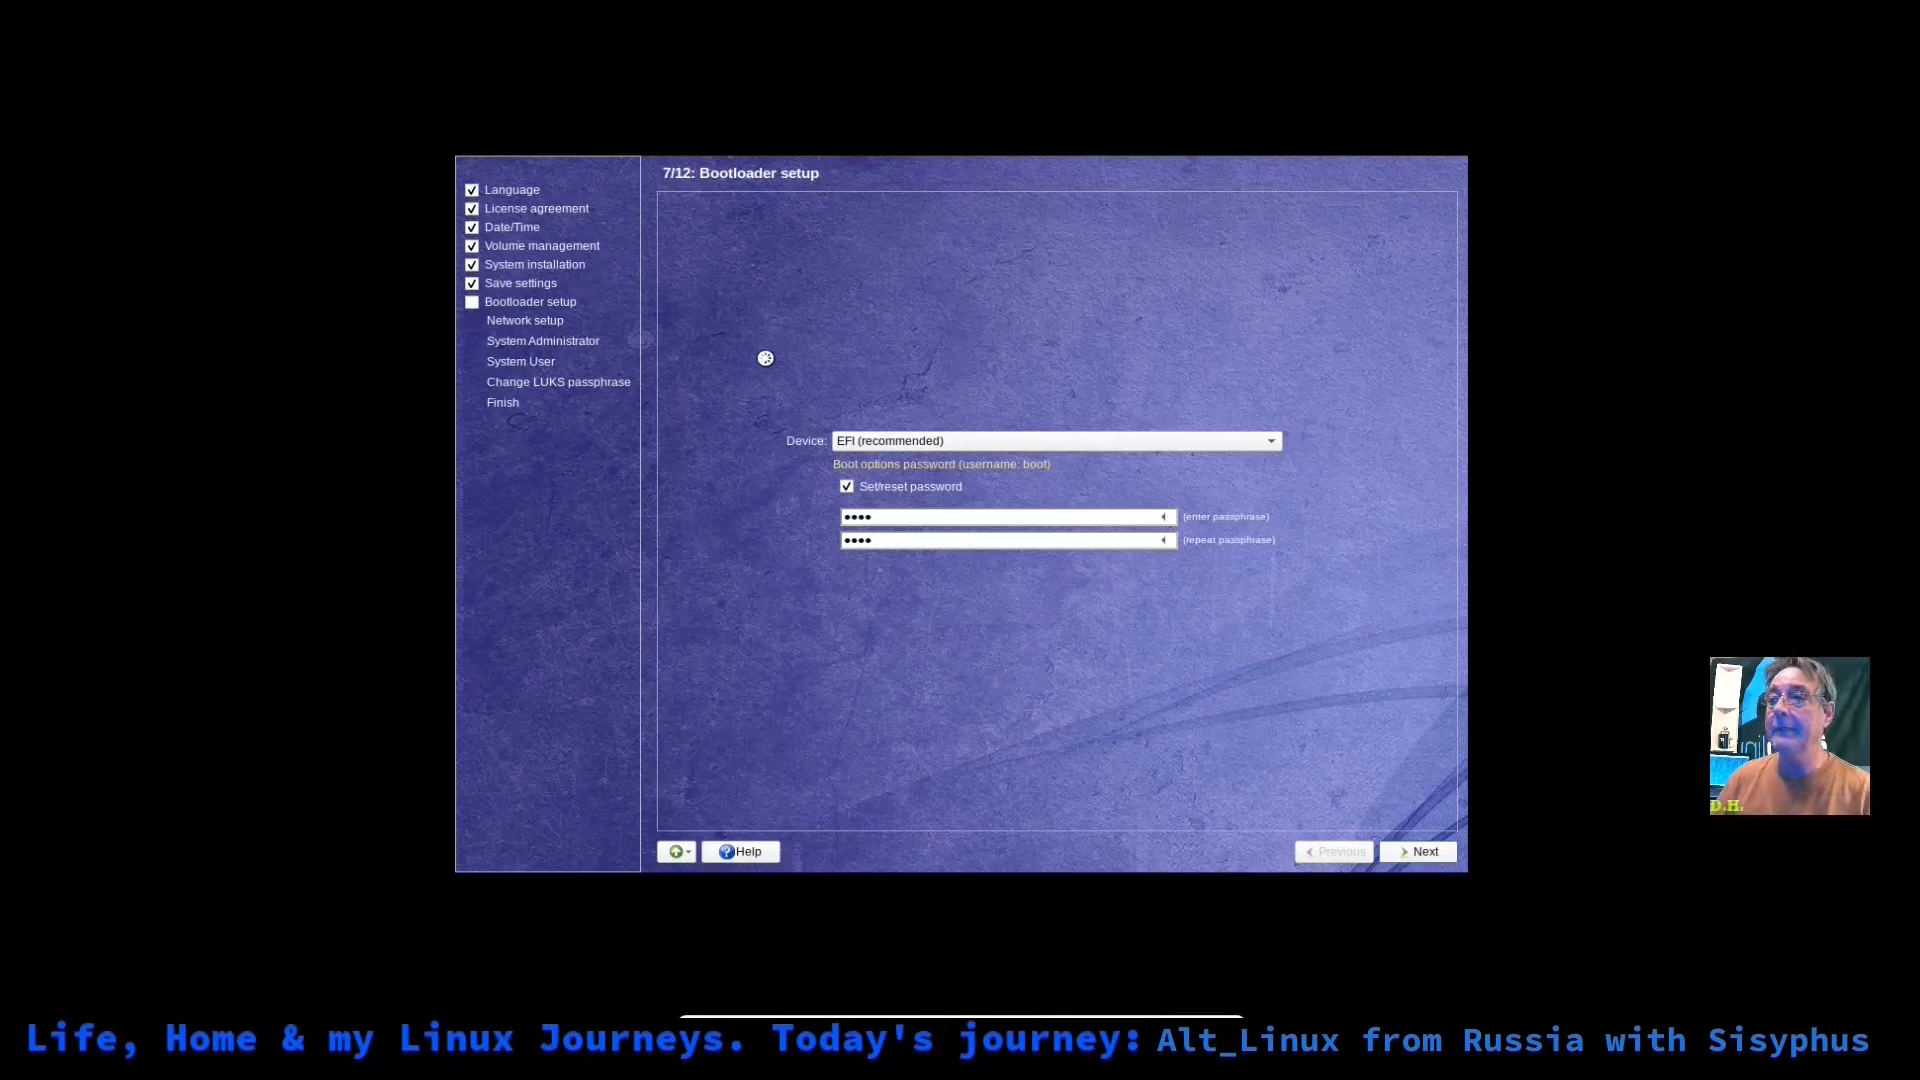 7/12: Bootloader setup
Language
License agreement
Date/Time
Volume management
System installation
Save settings
Bootloader setup
Network setup
System Administrator
System User
Change LUKS passphrase
Finish
Device: EFI (recommended)
Boot options password (username: boot)
Set/reset password
(enter passphrase)
(repeat passphrase)
Help
Previous
Next
D.H.
Life, Home & my Linux Journeys. Today's journey: Alt_Linux from Russia with Sisyphus